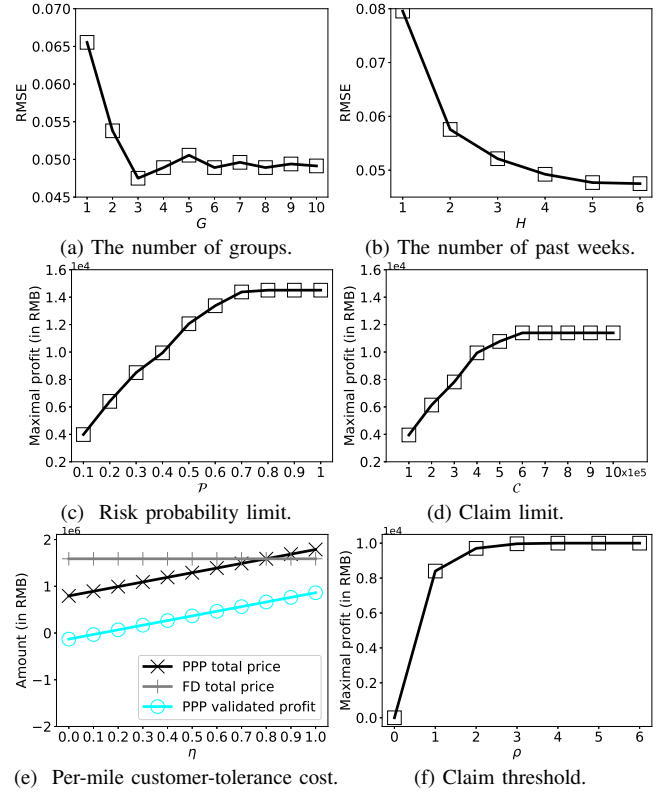 0.070
0.065
0.060
0.055
0.050
0.045
RMSE
1 2 3 4 5 6 7 8 9 10
G
(a) The number of groups.
0.08
0.07
0.06
0.05
RMSE
1 2 3 4 5 6
H
(b) The number of past weeks.
1e4
1.6
1.4
1.2
1.0
0.8
0.6
0.4
0.2
Maximal profit (in RMB)
0.1 0.2 0.3 0.4 0.5 0.6 0.7 0.8 0.9 1
𝒫
(c) Risk probability limit.
1e4
1.6
1.4
1.2
1.0
0.8
0.6
0.4
0.2
Maximal profit (in RMB)
1 2 3 4 5 6 7 8 9 10 x1e5
𝒞
(d) Claim limit.
1e6
2
1
0
−1
−2
Amount (in RMB)
PPP total price
FD total price
PPP validated profit
0.0 0.1 0.2 0.3 0.4 0.5 0.6 0.7 0.8 0.9 1.0
η
(e) Per-mile customer-tolerance cost.
1e4
1.0
0.8
0.6
0.4
0.2
0.0
Maximal profit (in RMB)
0 1 2 3 4 5 6
ρ
(f) Claim threshold.